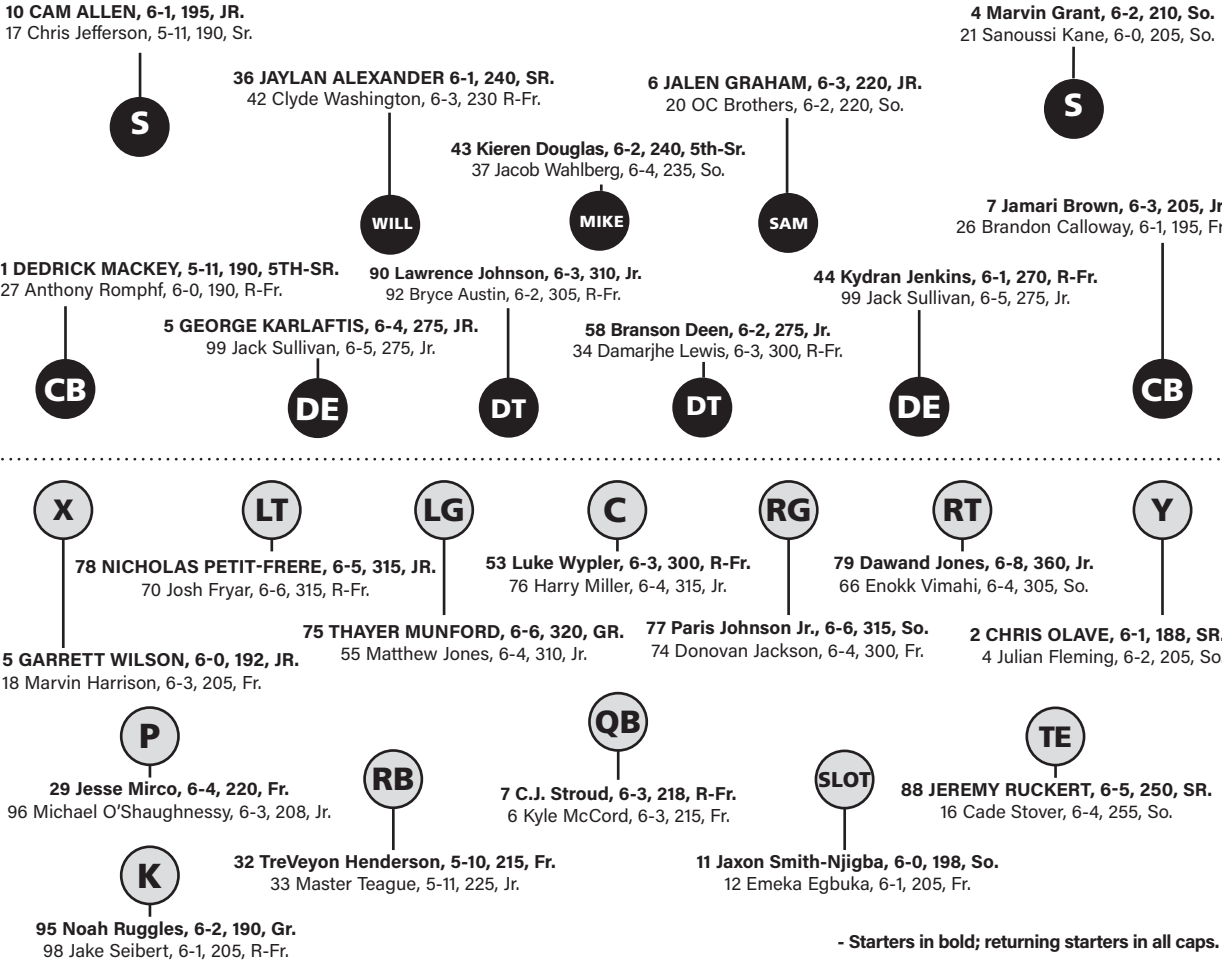 10 CAM ALLEN, 6-1, 195, JR.
17 Chris Jefferson, 5-11, 190, Sr.
S
4 Marvin Grant, 6-2, 210, So.
21 Sanoussi Kane, 6-0, 205, So.
S
36 JAYLAN ALEXANDER 6-1, 240, SR.
42 Clyde Washington, 6-3, 230 R-Fr.
WILL
6 JALEN GRAHAM, 6-3, 220, JR.
20 OC Brothers, 6-2, 220, So.
SAM
43 Kieren Douglas, 6-2, 240, 5th-Sr.
37 Jacob Wahlberg, 6-4, 235, So.
MIKE
7 Jamari Brown, 6-3, 205, Jr
26 Brandon Calloway, 6-1, 195, Fr
CB
1 DEDRICK MACKEY, 5-11, 190, 5TH-SR.
27 Anthony Romphf, 6-0, 190, R-Fr.
CB
90 Lawrence Johnson, 6-3, 310, Jr.
92 Bryce Austin, 6-2, 305, R-Fr.
DT
44 Kydran Jenkins, 6-1, 270, R-Fr.
99 Jack Sullivan, 6-5, 275, Jr.
DE
5 GEORGE KARLAFTIS, 6-4, 275, JR.
99 Jack Sullivan, 6-5, 275, Jr.
DE
58 Branson Deen, 6-2, 275, Jr.
34 Damarjhe Lewis, 6-3, 300, R-Fr.
DT
X
5 GARRETT WILSON, 6-0, 192, JR.
18 Marvin Harrison, 6-3, 205, Fr.
LT
78 NICHOLAS PETIT-FRERE, 6-5, 315, JR.
70 Josh Fryar, 6-6, 315, R-Fr.
LG
75 THAYER MUNFORD, 6-6, 320, GR.
55 Matthew Jones, 6-4, 310, Jr.
C
53 Luke Wypler, 6-3, 300, R-Fr.
76 Harry Miller, 6-4, 315, Jr.
RG
77 Paris Johnson Jr., 6-6, 315, So.
74 Donovan Jackson, 6-4, 300, Fr.
RT
79 Dawand Jones, 6-8, 360, Jr.
66 Enokk Vimahi, 6-4, 305, So.
Y
2 CHRIS OLAVE, 6-1, 188, SR.
4 Julian Fleming, 6-2, 205, So.
P
29 Jesse Mirco, 6-4, 220, Fr.
96 Michael O'Shaughnessy, 6-3, 208, Jr.
RB
32 TreVeyon Henderson, 5-10, 215, Fr.
33 Master Teague, 5-11, 225, Jr.
QB
7 C.J. Stroud, 6-3, 218, R-Fr.
6 Kyle McCord, 6-3, 215, Fr.
SLOT
11 Jaxon Smith-Njigba, 6-0, 198, So.
12 Emeka Egbuka, 6-1, 205, Fr.
TE
88 JEREMY RUCKERT, 6-5, 250, SR.
16 Cade Stover, 6-4, 255, So.
K
95 Noah Ruggles, 6-2, 190, Gr.
98 Jake Seibert, 6-1, 205, R-Fr.
- Starters in bold; returning starters in all caps.